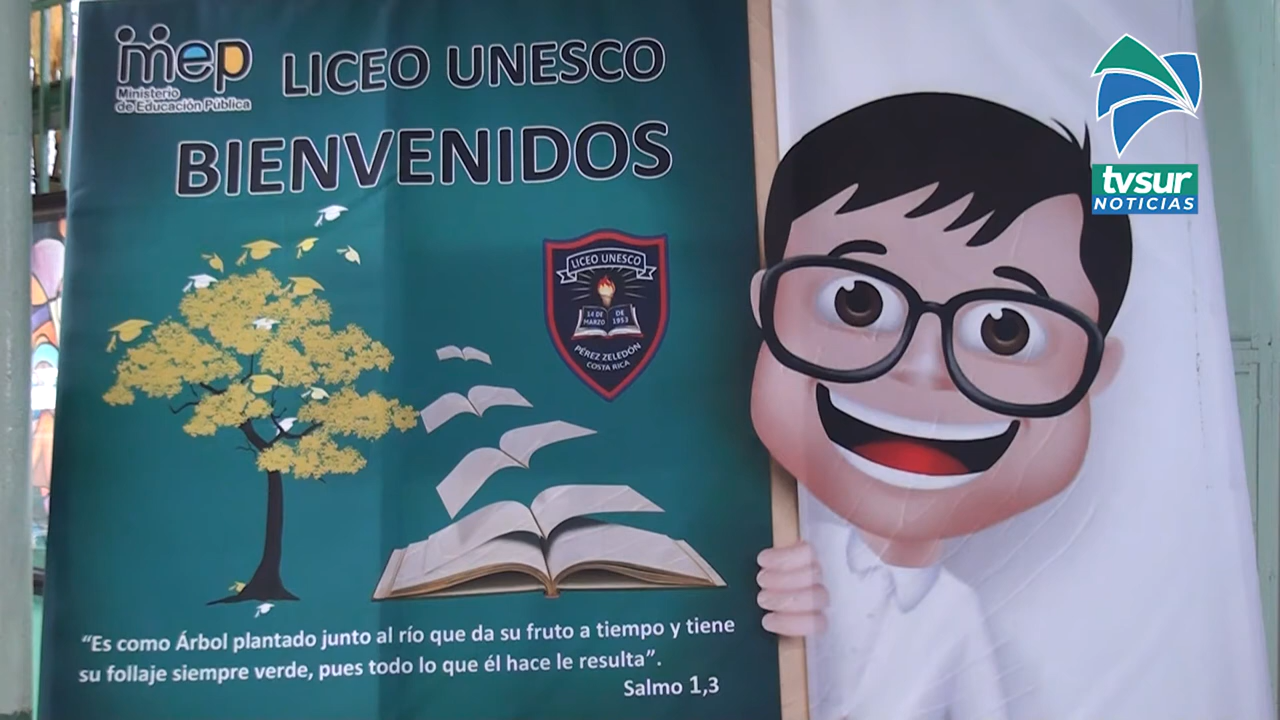 mep
Ministerio
de Educación Pública
LICEO UNESCO
BIENVENIDOS
LICEO UNESCO
14 DE
MARZO
DE
1953
PÉREZ ZELEDÓN
COSTA RICA
“Es como Árbol plantado junto al río que da su fruto a tiempo y tiene
su follaje siempre verde, pues todo lo que él hace le resulta”.
Salmo 1,3
tvsur
NOTICIAS